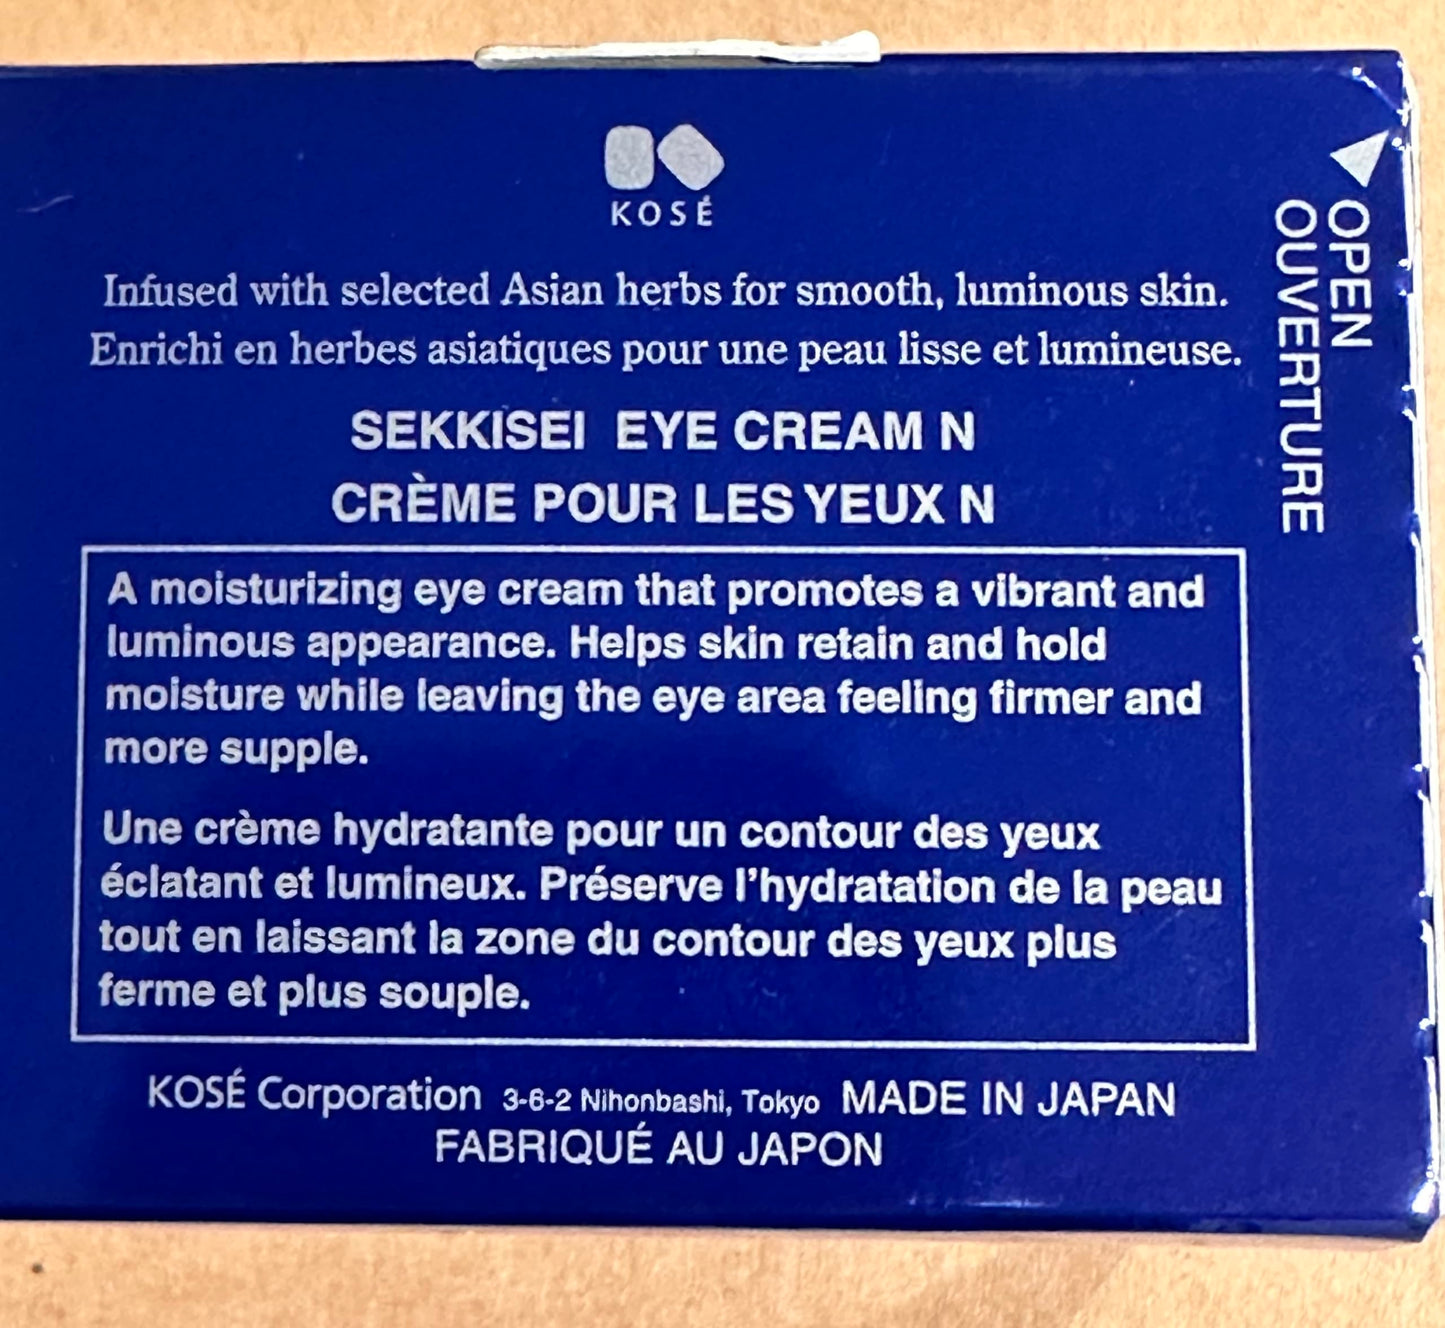 KOSÉ
Infused with selected Asian herbs for smooth, luminous skin.
Enrichi en herbes asiatiques pour une peau lisse et lumineuse.
SEKKISEI EYE CREAM N
CRÈME POUR LES YEUX N
A moisturizing eye cream that promotes a vibrant and
luminous appearance. Helps skin retain and hold
moisture while leaving the eye area feeling firmer and
more supple.
Une crème hydratante pour un contour des yeux
éclatant et lumineux. Préserve l'hydratation de la peau
tout en laissant la zone du contour des yeux plus
ferme et plus souple.
KOSÉ Corporation 3-6-2 Nihonbashi, Tokyo MADE IN JAPAN
FABRIQUÉ AU JAPON
OPEN
OUVERTURE